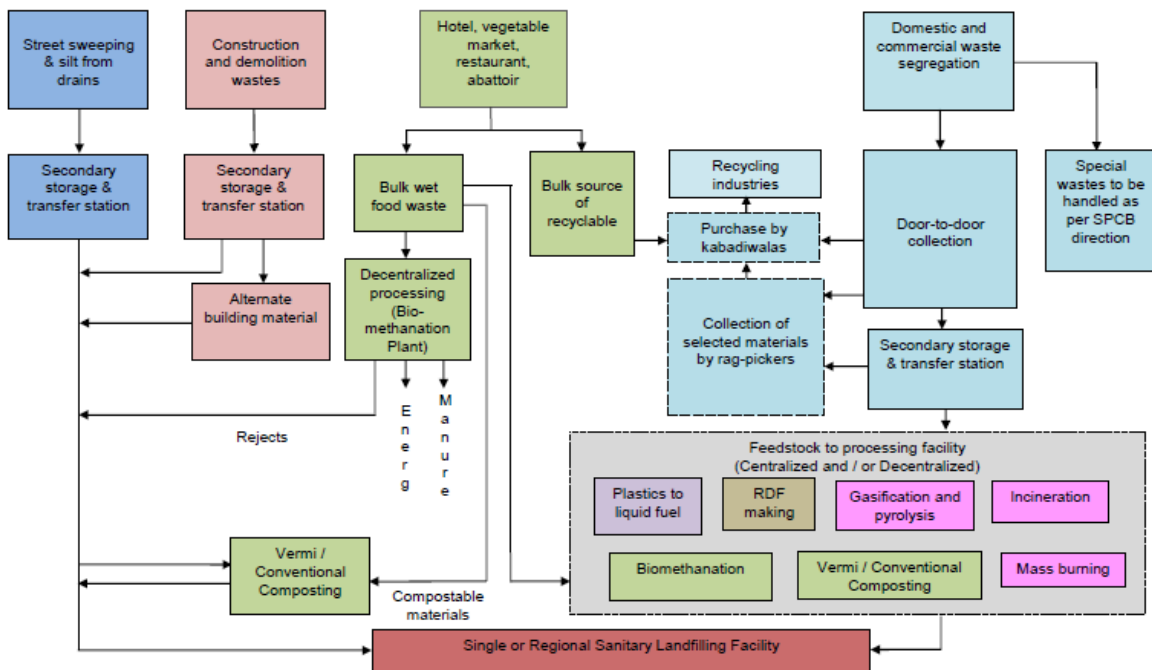 Street sweeping
& silt from
drains
Construction
and demolition
wastes
Hotel, vegetable
market,
restaurant,
abattoir
Domestic and
commercial waste
segregation
Secondary
storage &
transfer station
Secondary
storage &
transfer station
Bulk wet
food waste
Bulk source
of
recyclable
Recycling
industries
Purchase by
kabadiwalas
Door-to-door
collection
Special
wastes to be
handled as
per SPCB
direction
Alternate
building material
Decentralized
processing
(Bio-
methanation
Plant)
Collection of
selected materials
by rag-pickers
Secondary storage
& transfer station
Energ
Manure
Rejects
Feedstock to processing facility
(Centralized and / or Decentralized)
Plastics to
liquid fuel
RDF
making
Gasification and
pyrolysis
Incineration
Biomethanation
Vermi / Conventional
Composting
Mass burning
Vermi /
Conventional
Composting
Compostable
materials
Single or Regional Sanitary Landfilling Facility